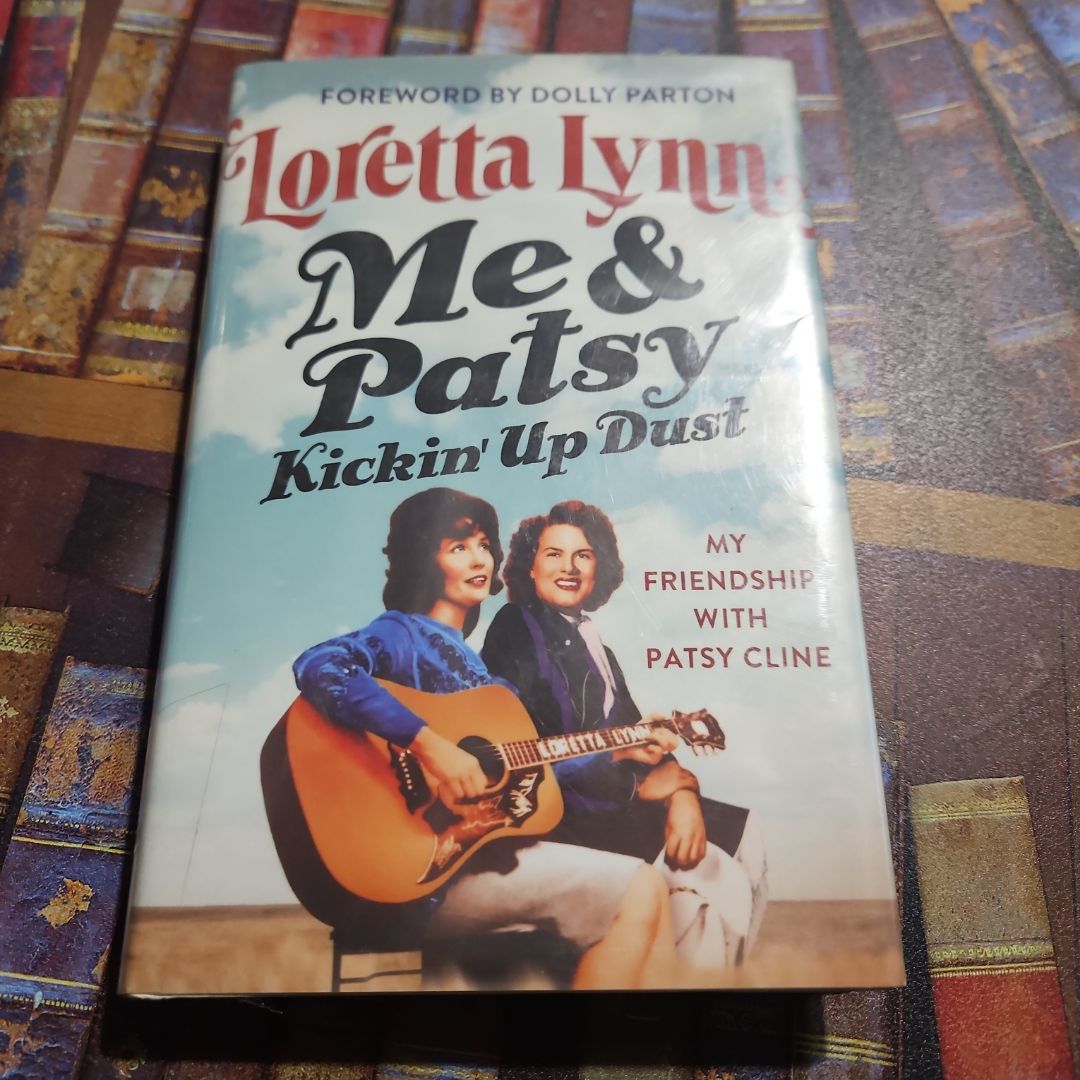 FOREWORD BY DOLLY PARTON
Loretta Lynn
Me &
Patsy
Kickin' Up Dust
MY
FRIENDSHIP
WITH
PATSY CLINE
LORETTA LYNN